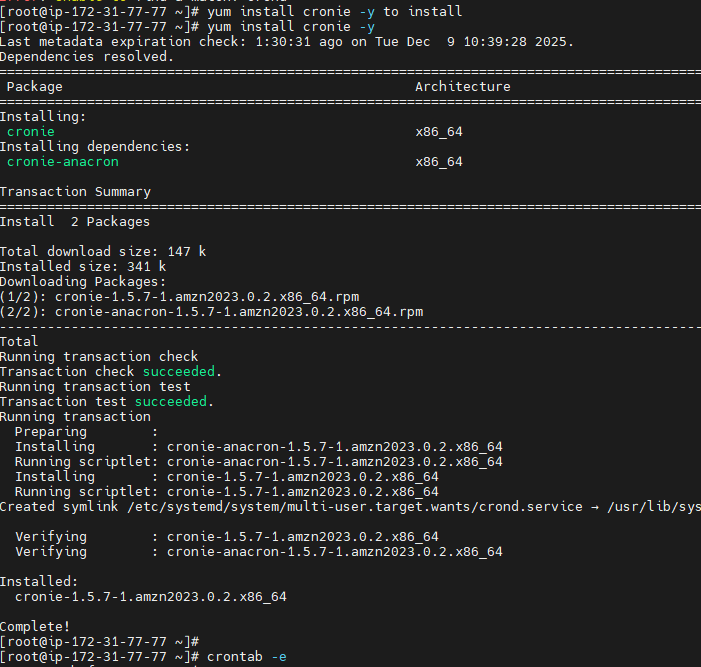 [root@ip-172-31-77-77 ~]# yum install cronie -y to install
[root@ip-172-31-77-77 ~]# yum install cronie -y
Last metadata expiration check: 1:30:31 ago on Tue Dec  9 10:39:28 2025.
Dependencies resolved.
================================================================================
 Package                                            Architecture
================================================================================
Installing:
 cronie                                             x86_64
Installing dependencies:
 cronie-anacron                                     x86_64

Transaction Summary
================================================================================
Install  2 Packages

Total download size: 147 k
Installed size: 341 k
Downloading Packages:
(1/2): cronie-1.5.7-1.amzn2023.0.2.x86_64.rpm
(2/2): cronie-anacron-1.5.7-1.amzn2023.0.2.x86_64.rpm
--------------------------------------------------------------------------------
Total
Running transaction check
Transaction check succeeded.
Running transaction test
Transaction test succeeded.
Running transaction
  Preparing        :
  Installing       : cronie-anacron-1.5.7-1.amzn2023.0.2.x86_64
  Running scriptlet: cronie-anacron-1.5.7-1.amzn2023.0.2.x86_64
  Installing       : cronie-1.5.7-1.amzn2023.0.2.x86_64
  Running scriptlet: cronie-1.5.7-1.amzn2023.0.2.x86_64
Created symlink /etc/systemd/system/multi-user.target.wants/crond.service → /usr/lib/sys

  Verifying        : cronie-1.5.7-1.amzn2023.0.2.x86_64
  Verifying        : cronie-anacron-1.5.7-1.amzn2023.0.2.x86_64

Installed:
  cronie-1.5.7-1.amzn2023.0.2.x86_64

Complete!
[root@ip-172-31-77-77 ~]#
[root@ip-172-31-77-77 ~]# crontab -e